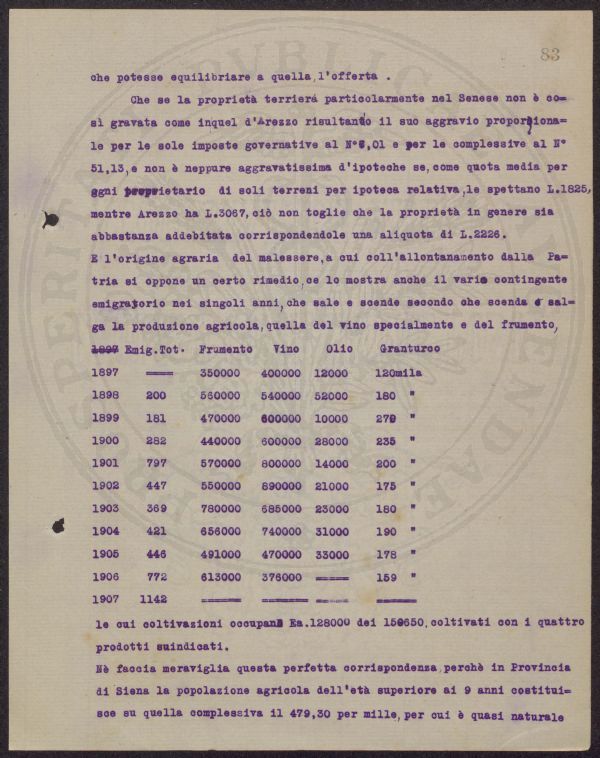 83
che potesse equilibriare a quella,l'offerta .
Che se la proprietà terrierá particolarmente nel Senese non è co=
sì gravata come inquel d'Arezzo risultando il suo aggravio proporziona=
le per le sole imposte governative al N°6,01 e per le complessive al N°
51,13,e non è neppure aggravatissima d'ipoteche se,come quota media per
ogni proprietario di soli terreni per ipoteca relativa,le spettano L.1825,
mentre Arezzo ha L.3067,ciò non toglie che la proprietà in genere sia
abbastanza addebitata corrispondendole una aliquota di L.2226.
E l'origine agraria del malessere,a cui coll'allontanamento dalla Pa=
tria si oppone un certo rimedio,ce lo mostra anche il vario contingente
emigratorio nei singoli anni,che sale e scende secondo che scenda e sal=
ga la produzione agricola,quella del vino specialmente e del frumento,
1897 Emig.Tot. Frumento Vino Olio Granturco
1897 ==== 350000 400000 12000 120mila
1898 200 560000 540000 52000 180 "
1899 181 470000 600000 10000 279 "
1900 282 440000 600000 28000 235 "
1901 797 570000 800000 14000 200 "
1902 447 550000 890000 21000 175 "
1903 369 780000 685000 23000 180 "
1904 421 656000 740000 31000 190 "
1905 446 491000 470000 33000 178 "
1906 772 613000 376000 ===== 159 "
1907 1142 ====== ====== ===== ======
le cui coltivazioni occupano Ea.128000 dei 159650,coltivati con i quattro
prodotti suindicati.
Nè faccia meraviglia questa perfetta corrispondenza,perchè in Provincia
di Siena la popolazione agricola dell'età superiore ai 9 anni costitui=
sce su quella complessiva il 479,30 per mille,per cui è quasi naturale